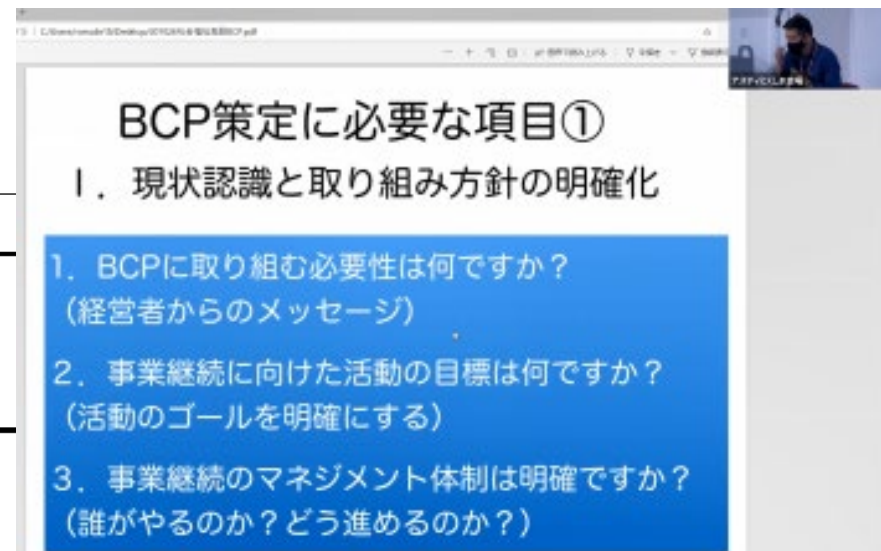 BCP策定に必要な項目①
Ⅰ．現状認識と取り組み方針の明確化
1．BCPに取り組む必要性は何ですか？
（経営者からのメッセージ）
2．事業継続に向けた活動の目標は何ですか？
（活動のゴールを明確にする）
3．事業継続のマネジメント体制は明確ですか？
（誰がやるのか？どう進めるのか？）